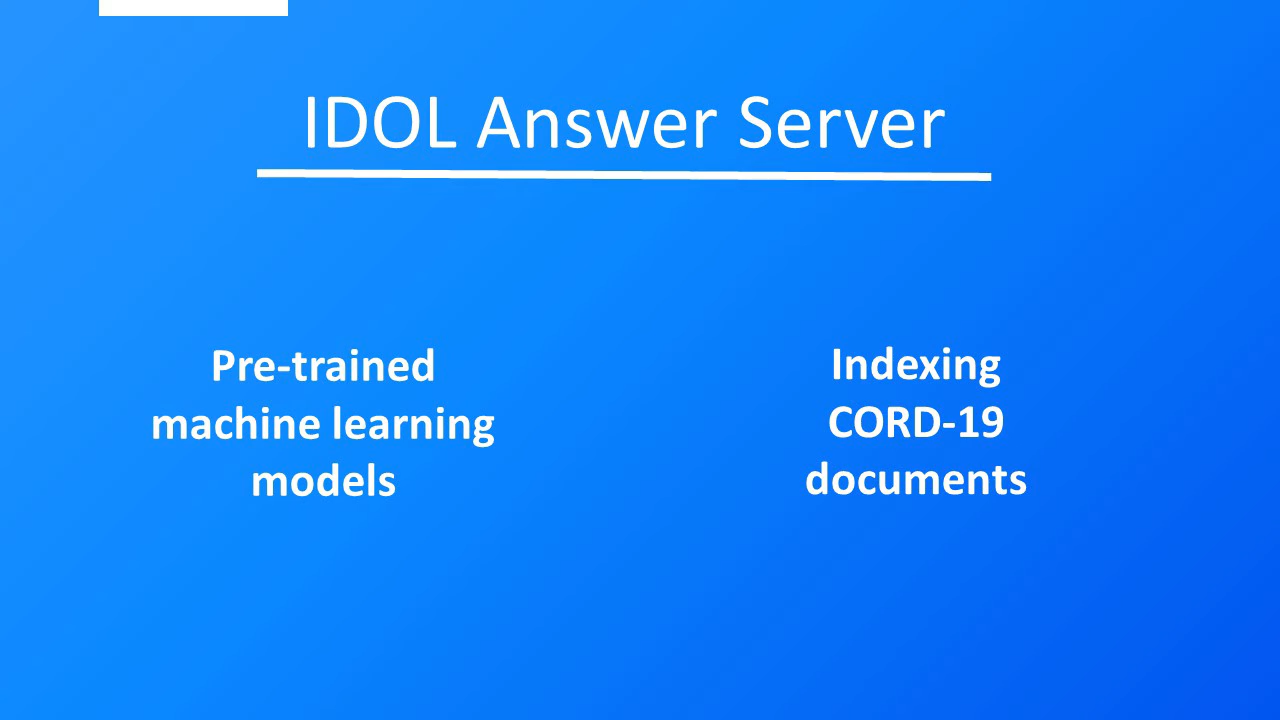 IDOL Answer Server
Pre-trained
machine learning
models
Indexing
CORD-19
documents